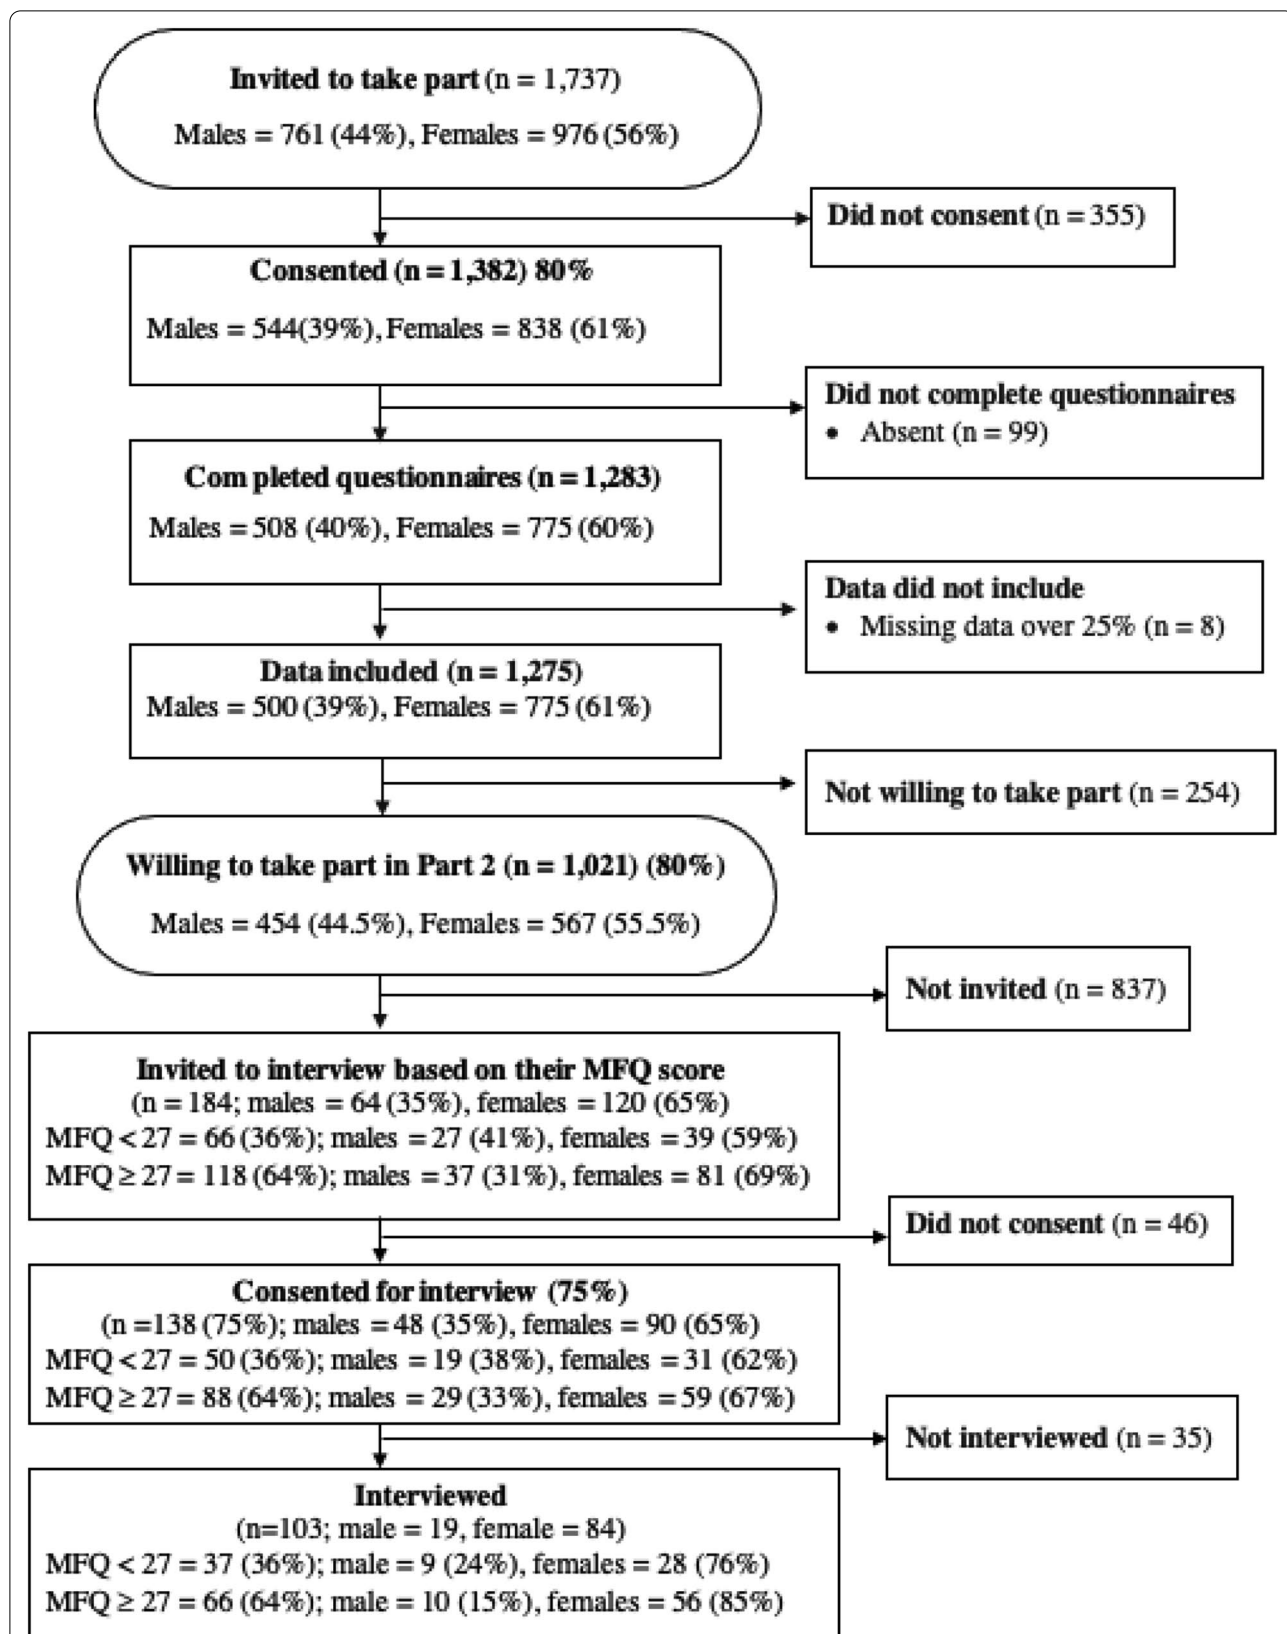 Invited to take part (n = 1,737)
Males = 761 (44%), Females = 976 (56%)
Did not consent (n = 355)
Consented (n = 1,382) 80%
Males = 544(39%), Females = 838 (61%)
Did not complete questionnaires
• Absent (n = 99)
Completed questionnaires (n = 1,283)
Males = 508 (40%), Females = 775 (60%)
Data did not include
• Missing data over 25% (n = 8)
Data included (n = 1,275)
Males = 500 (39%), Females = 775 (61%)
Not willing to take part (n = 254)
Willing to take part in Part 2 (n = 1,021) (80%)
Males = 454 (44.5%), Females = 567 (55.5%)
Not invited (n = 837)
Invited to interview based on their MFQ score
(n = 184; males = 64 (35%), females = 120 (65%)
MFQ < 27 = 66 (36%); males = 27 (41%), females = 39 (59%)
MFQ ≥ 27 = 118 (64%); males = 37 (31%), females = 81 (69%)
Did not consent (n = 46)
Consented for interview (75%)
(n =138 (75%); males = 48 (35%), females = 90 (65%)
MFQ < 27 = 50 (36%); males = 19 (38%), females = 31 (62%)
MFQ ≥ 27 = 88 (64%); males = 29 (33%), females = 59 (67%)
Not interviewed (n = 35)
Interviewed
(n=103; male = 19, female = 84)
MFQ < 27 = 37 (36%); male = 9 (24%), females = 28 (76%)
MFQ ≥ 27 = 66 (64%); male = 10 (15%), females = 56 (85%)